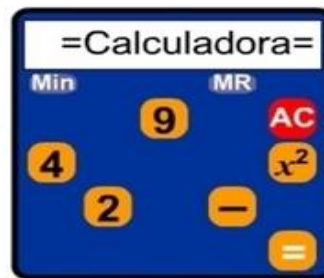 =Calculadora=
Min MR
9 AC
4 x²
2 −
=